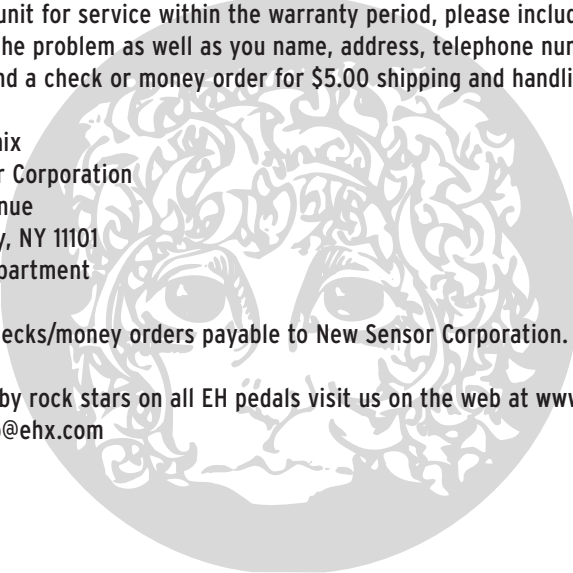 unit for service within the warranty period, please includ
he problem as well as you name, address, telephone nur
nd a check or money order for $5.00 shipping and handli
nix
r Corporation
nue
y, NY 11101
partment
ecks/money orders payable to New Sensor Corporation.
by rock stars on all EH pedals visit us on the web at www
@ehx.com